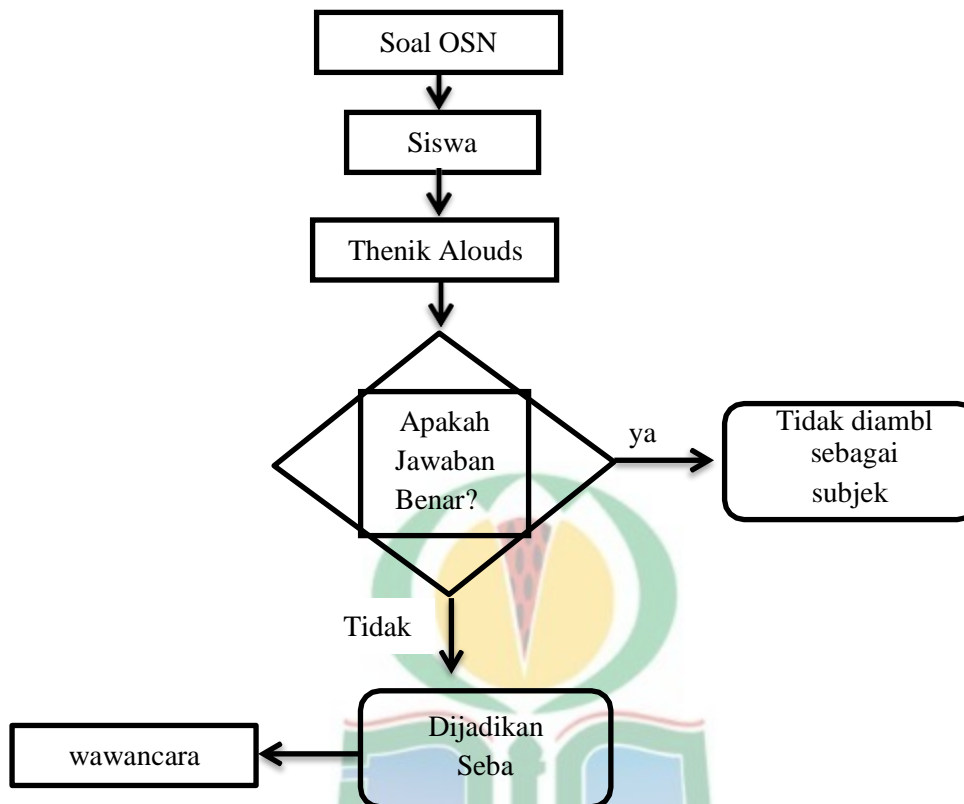 Soal OSN
Siswa
Thenik Alouds
Apakah
Jawaban
Benar?
ya
Tidak diambl
sebagai
subjek
Tidak
Dijadikan
Seba
wawancara